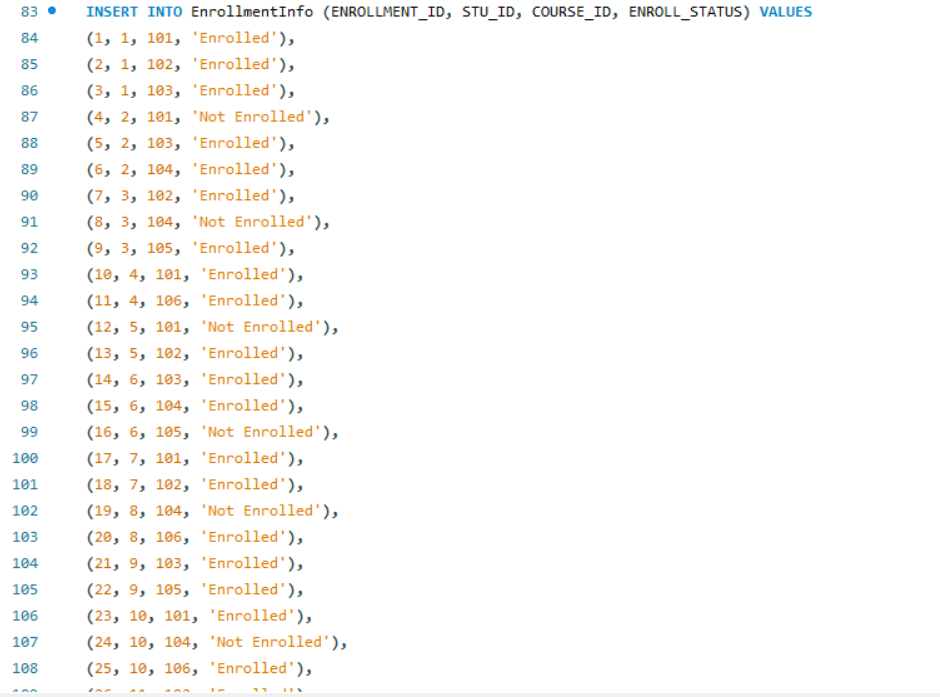 83 INSERT INTO EnrollmentInfo (ENROLLMENT_ID, STU_ID, COURSE_ID, ENROLL_STATUS) VALUES
84 (1, 1, 101, 'Enrolled'),
85 (2, 1, 102, 'Enrolled'),
86 (3, 1, 103, 'Enrolled'),
87 (4, 2, 101, 'Not Enrolled'),
88 (5, 2, 103, 'Enrolled'),
89 (6, 2, 104, 'Enrolled'),
90 (7, 3, 102, 'Enrolled'),
91 (8, 3, 104, 'Not Enrolled'),
92 (9, 3, 105, 'Enrolled'),
93 (10, 4, 101, 'Enrolled'),
94 (11, 4, 106, 'Enrolled'),
95 (12, 5, 101, 'Not Enrolled'),
96 (13, 5, 102, 'Enrolled'),
97 (14, 6, 103, 'Enrolled'),
98 (15, 6, 104, 'Enrolled'),
99 (16, 6, 105, 'Not Enrolled'),
100 (17, 7, 101, 'Enrolled'),
101 (18, 7, 102, 'Enrolled'),
102 (19, 8, 104, 'Not Enrolled'),
103 (20, 8, 106, 'Enrolled'),
104 (21, 9, 103, 'Enrolled'),
105 (22, 9, 105, 'Enrolled'),
106 (23, 10, 101, 'Enrolled'),
107 (24, 10, 104, 'Not Enrolled'),
108 (25, 10, 106, 'Enrolled'),